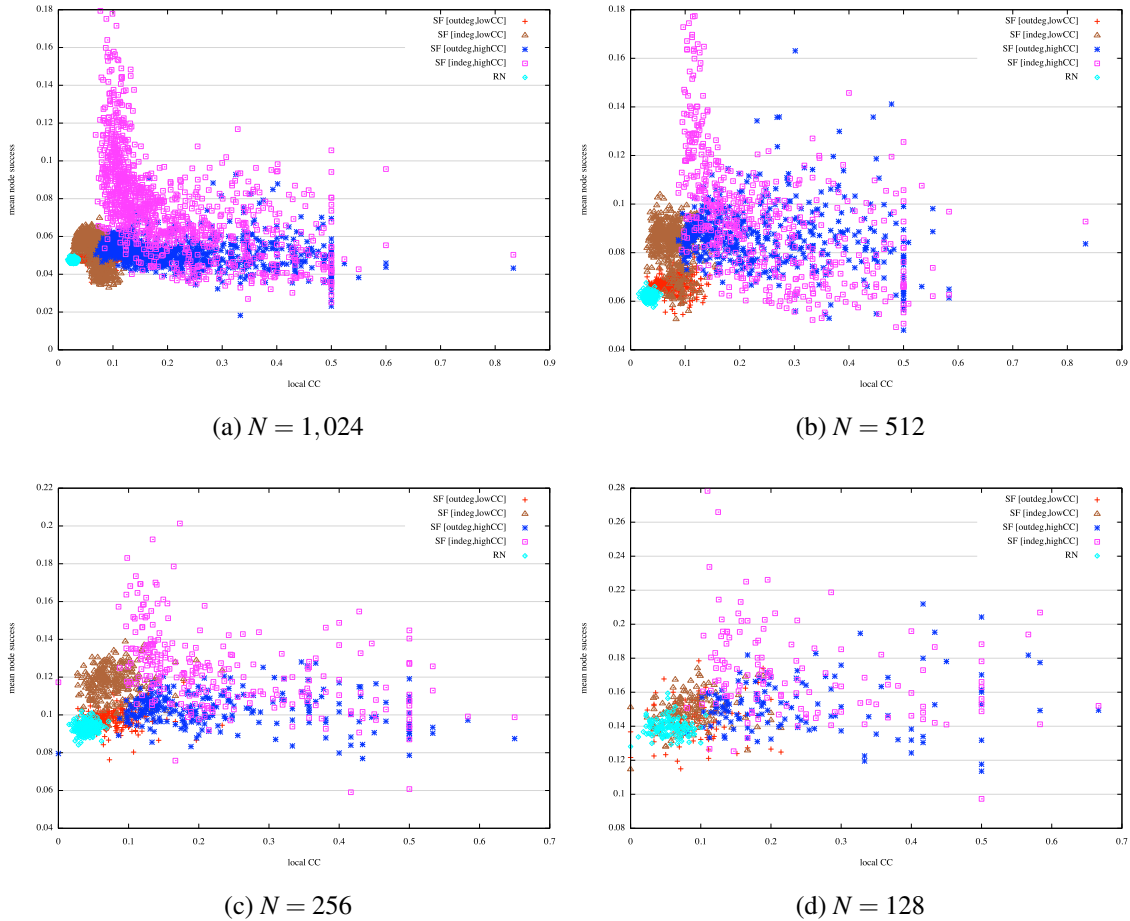 0.18
0.16
0.14
0.12
0.1
0.08
0.06
0.04
0.02
0
mean node success
SF [outdeg,lowCC]
SF [indeg,lowCC]
SF [outdeg,highCC]
SF [indeg,highCC]
RN
0 0.1 0.2 0.3 0.4 0.5 0.6 0.7 0.8 0.9
local CC
(a) N = 1,024
0.18
0.16
0.14
0.12
0.1
0.08
0.06
0.04
mean node success
SF [outdeg,lowCC]
SF [indeg,lowCC]
SF [outdeg,highCC]
SF [indeg,highCC]
RN
0 0.1 0.2 0.3 0.4 0.5 0.6 0.7 0.8 0.9
local CC
(b) N = 512
0.22
0.2
0.18
0.16
0.14
0.12
0.1
0.08
0.06
0.04
mean node success
SF [outdeg,lowCC]
SF [indeg,lowCC]
SF [outdeg,highCC]
SF [indeg,highCC]
RN
0 0.1 0.2 0.3 0.4 0.5 0.6 0.7
local CC
(c) N = 256
0.28
0.26
0.24
0.22
0.2
0.18
0.16
0.14
0.12
0.1
0.08
mean node success
SF [outdeg,lowCC]
SF [indeg,lowCC]
SF [outdeg,highCC]
SF [indeg,highCC]
RN
0 0.1 0.2 0.3 0.4 0.5 0.6 0.7
local CC
(d) N = 128